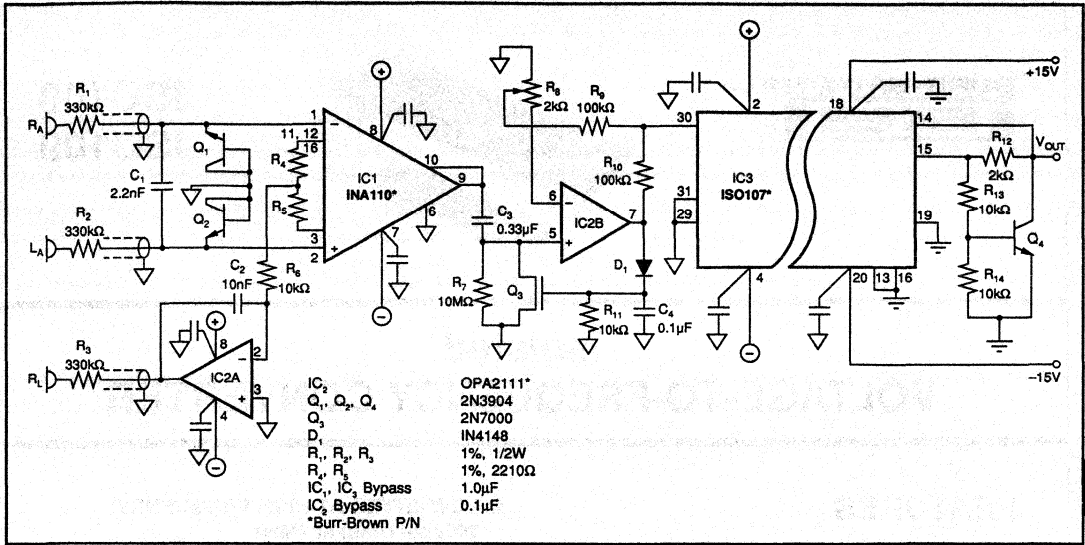 R1
330kΩ
RA
C1
2.2nF
R2
330kΩ
LA
Q1
Q2
C2
10nF
R6
10kΩ
R3
330kΩ
RL
IC2A
8
2
3
4
1
11
12
16
R4
R5
3
2
8
IC1
INA110*
10
9
6
7
C3
0.33µF
R7
10MΩ
Q3
R8
2kΩ
R9
100kΩ
R10
100kΩ
6
5
IC2B
7
D1
R11
10kΩ
C4
0.1µF
30
31
29
2
IC3
ISO107*
4
18
14
15
19
20
13
16
R12
2kΩ
R13
10kΩ
R14
10kΩ
Q4
+15V
VOUT
–15V
IC2 OPA2111*
Q1, Q2, Q4 2N3904
Q3 2N7000
D1 IN4148
R1, R2, R3 1%, 1/2W
R4, R5 1%, 2210Ω
IC1, IC3 Bypass 1.0µF
IC2 Bypass 0.1µF
*Burr-Brown P/N